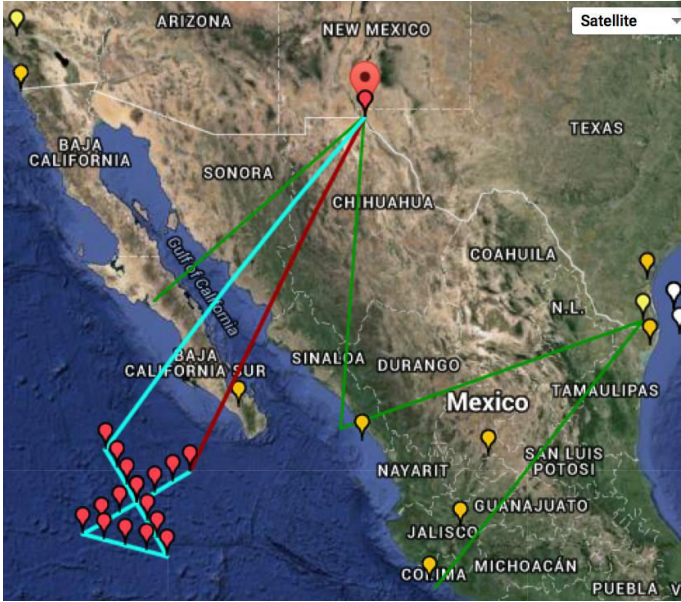 Satellite
ARIZONA
NEW MEXICO
TEXAS
BAJA
CALIFORNIA
SONORA
CHIHUAHUA
Gulf of California
COAHUILA
N.L.
BAJA
CALIFORNIA SUR
SINALOA
DURANGO
TAMAULIPAS
Mexico
SAN LUIS
POTOSI
NAYARIT
GUANAJUATO
JALISCO
COLIMA
MICHOACÁN
PUEBLA
V